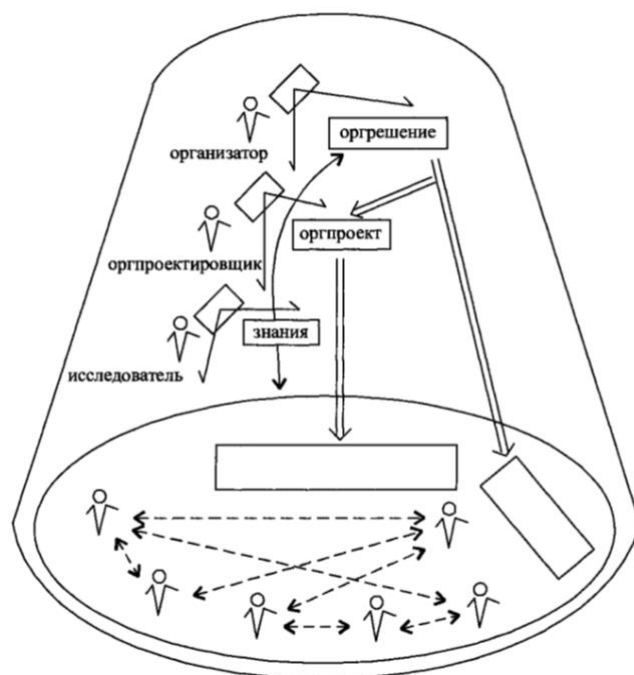 организатор
оргрешение
оргпроектировщик
оргпроект
исследователь
знания